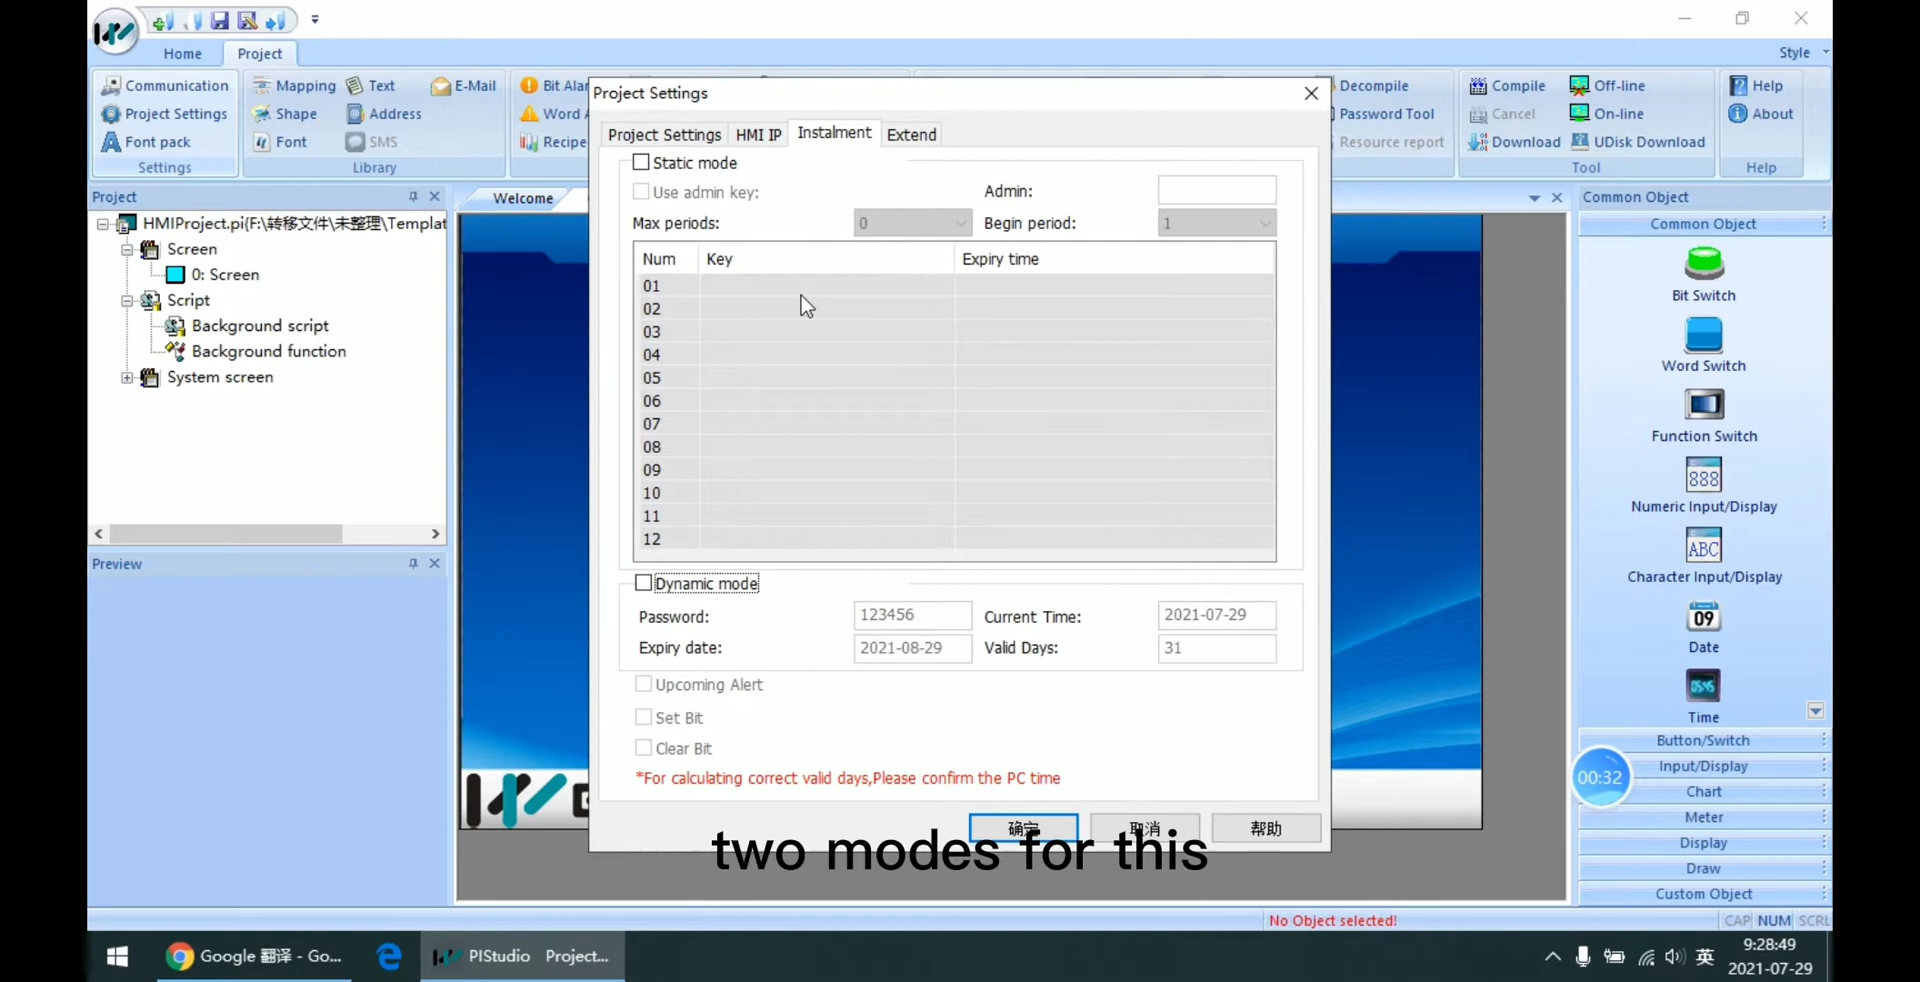 Home
Project
Style
Communication
Project Settings
Font pack
Settings
Mapping
Text
E-Mail
Shape
Address
Font
SMS
Library
Bit Alar
Word A
Recipe
Decompile
Password Tool
Resource report
Compile
Off-line
Cancel
On-line
Download
UDisk Download
Tool
Help
About
Help
Project
HMIProject.pi{F:\转移文件\未整理\Templat
Screen
0: Screen
Script
Background script
Background function
System screen
Preview
Welcome
Project Settings
Project Settings
HMI IP
Instalment
Extend
Static mode
Use admin key:
Admin:
Max periods:
0
Begin period:
1
Num
Key
Expiry time
01
02
03
04
05
06
07
08
09
10
11
12
Dynamic mode
Password:
123456
Current Time:
2021-07-29
Expiry date:
2021-08-29
Valid Days:
31
Upcoming Alert
Set Bit
Clear Bit
*For calculating correct valid days,Please confirm the PC time
确定
取消
帮助
two modes for this
Common Object
Common Object
Bit Switch
Word Switch
Function Switch
888
Numeric Input/Display
ABC
Character Input/Display
09
Date
05:45
Time
Button/Switch
Input/Display
Chart
Meter
Display
Draw
Custom Object
00:32
No Object selected!
CAP
NUM
SCRL
Google 翻译 - Go...
PIStudio
Project...
英
9:28:49
2021-07-29